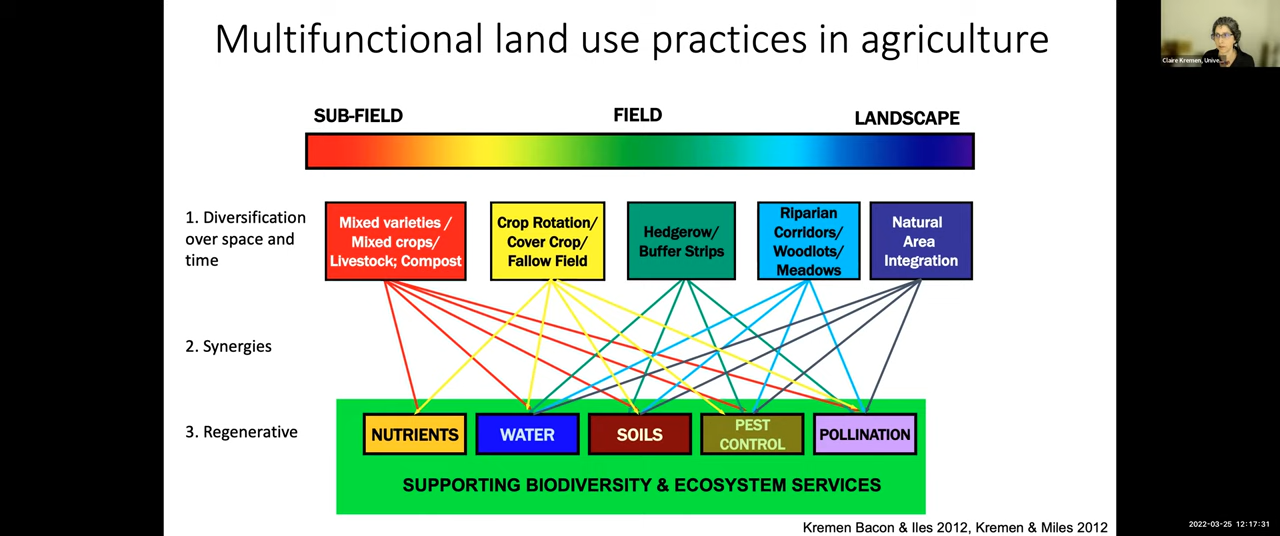 Multifunctional land use practices in agriculture
Claire Kremen, Unive...
SUB-FIELD
FIELD
LANDSCAPE
1. Diversification
over space and
time
Mixed varieties /
Mixed crops/
Livestock; Compost
Crop Rotation/
Cover Crop/
Fallow Field
Hedgerow/
Buffer Strips
Riparian
Corridors/
Woodlots/
Meadows
Natural
Area
Integration
2. Synergies
3. Regenerative
NUTRIENTS
WATER
SOILS
PEST
CONTROL
POLLINATION
SUPPORTING BIODIVERSITY & ECOSYSTEM SERVICES
Kremen Bacon & Iles 2012, Kremen & Miles 2012
2022-03-25 12:17:31